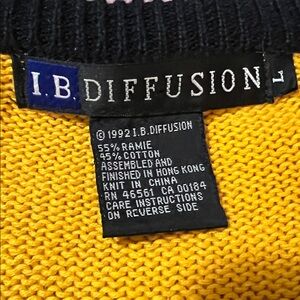 I.B. DIFFUSION L
© 1992 I.B. DIFFUSION
55% RAMIE
45% COTTON
ASSEMBLED AND
FINISHED IN HONG KONG
KNIT IN CHINA
RN 46561 CA 00184
CARE INSTRUCTIONS
ON REVERSE SIDE